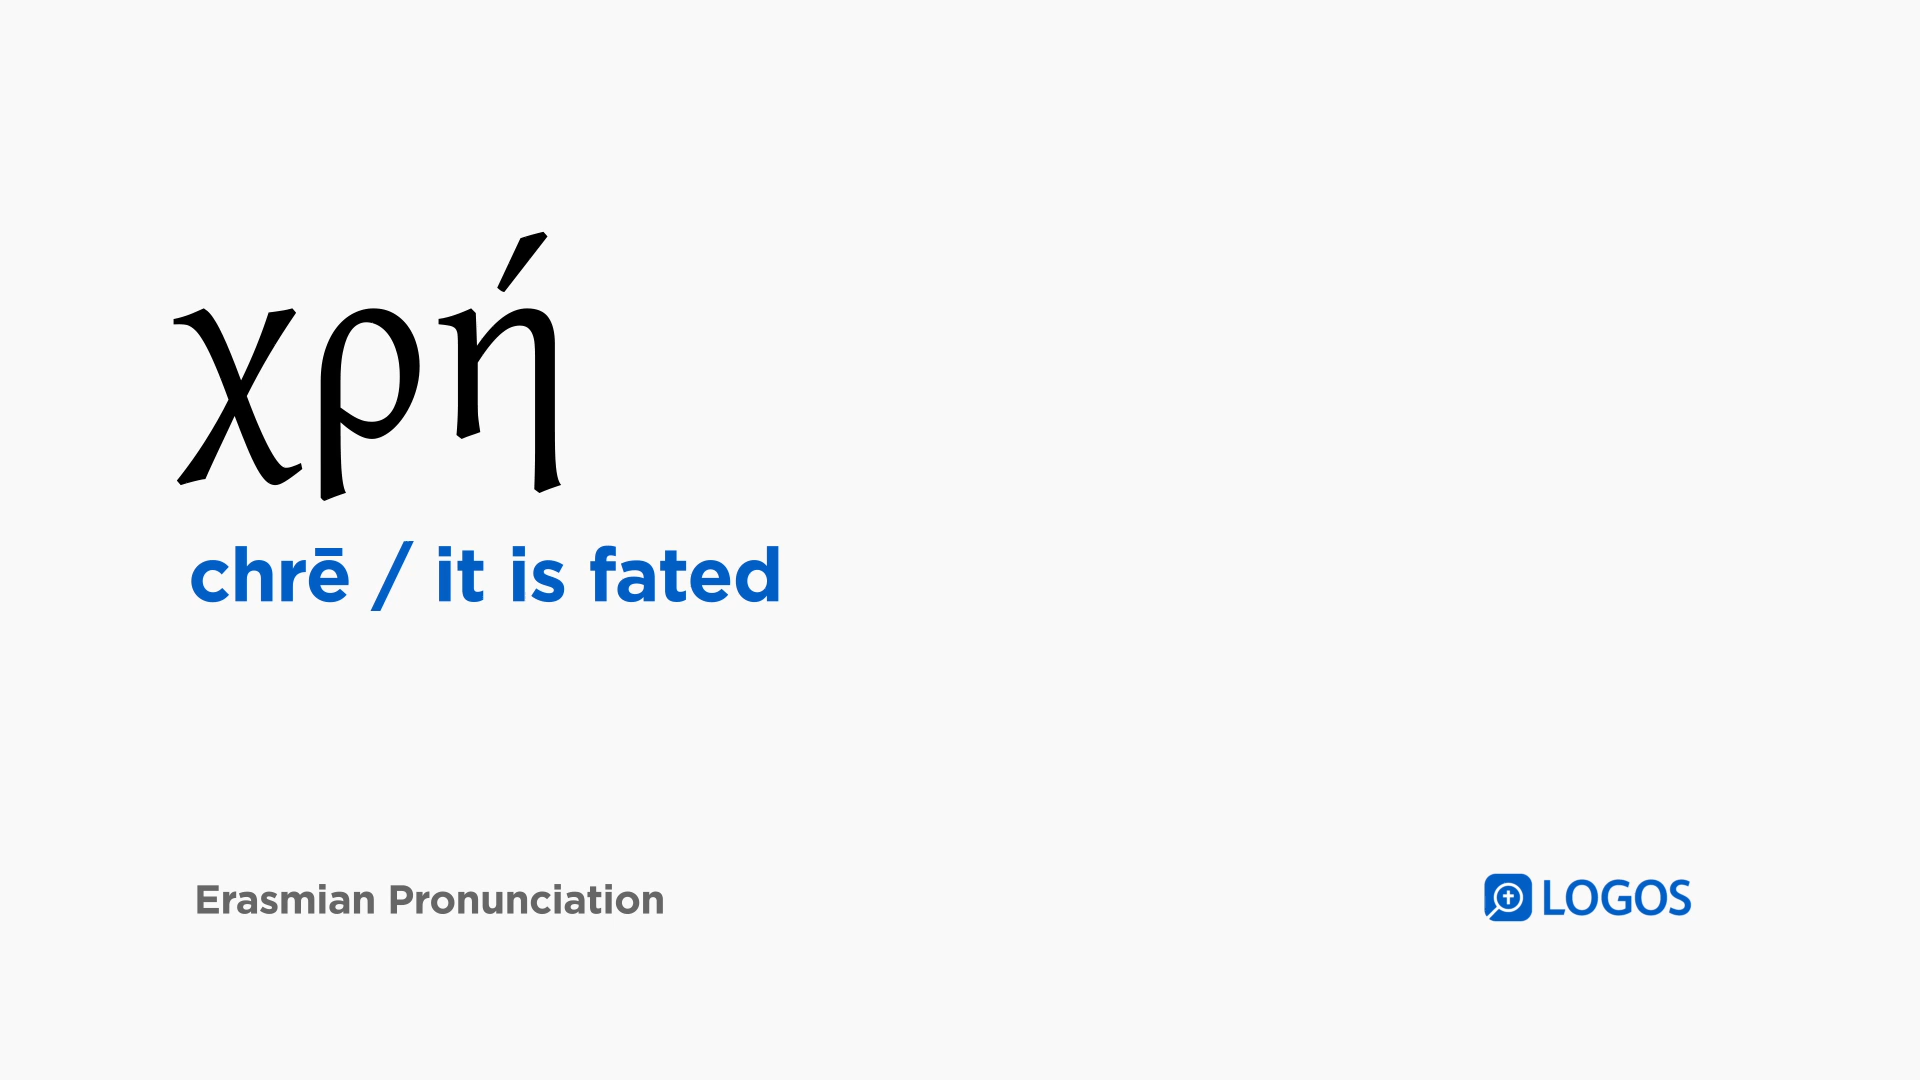 χρή
chrē / it is fated
Erasmian Pronunciation
LOGOS